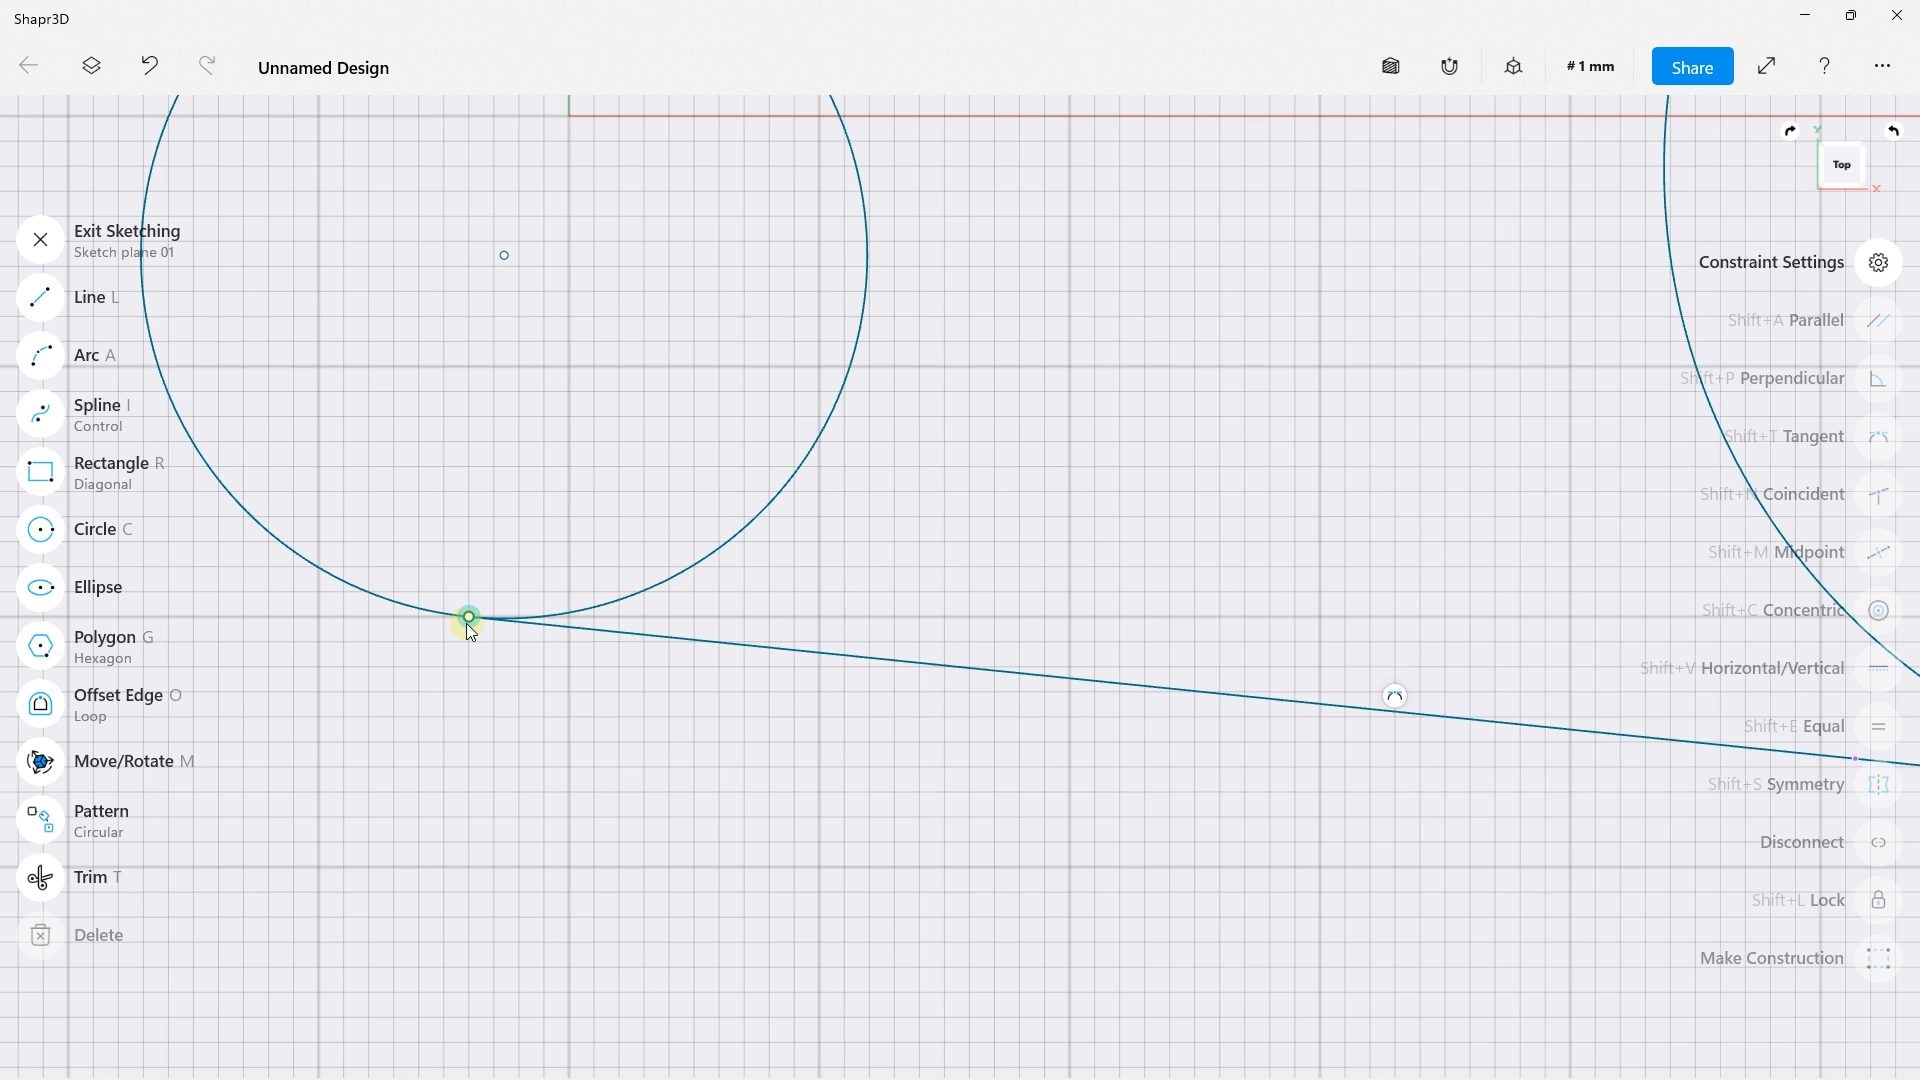 Shapr3D
Unnamed Design
# 1 mm
Share
?
Y
Top
X
Exit Sketching
Sketch plane 01
Line L
Arc A
Spline I
Control
Rectangle R
Diagonal
Circle C
Ellipse
Polygon G
Hexagon
Offset Edge O
Loop
Move/Rotate M
Pattern
Circular
Trim T
Delete
Constraint Settings
Shift+A Parallel
Shift+P Perpendicular
Shift+T Tangent
Shift+N Coincident
Shift+M Midpoint
Shift+C Concentric
Shift+V Horizontal/Vertical
Shift+E Equal
Shift+S Symmetry
Disconnect
Shift+L Lock
Make Construction